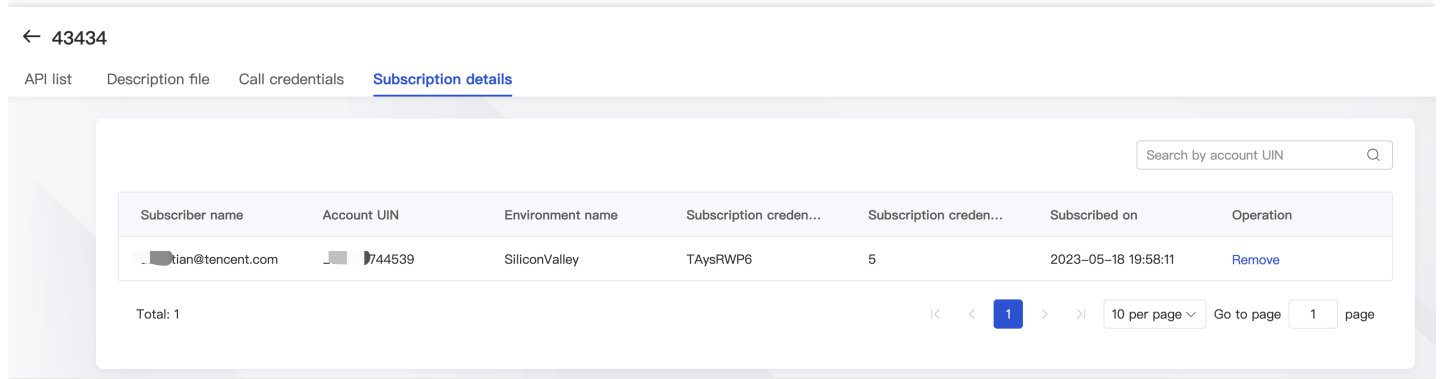 ← 43434
API list Description file Call credentials Subscription details
Search by account UIN
Subscriber name Account UIN Environment name Subscription creden... Subscription creden... Subscribed on Operation
tian@tencent.com 744539 SiliconValley TAysRWP6 5 2023-05-18 19:58:11 Remove
Total: 1 1 10 per page Go to page 1 page